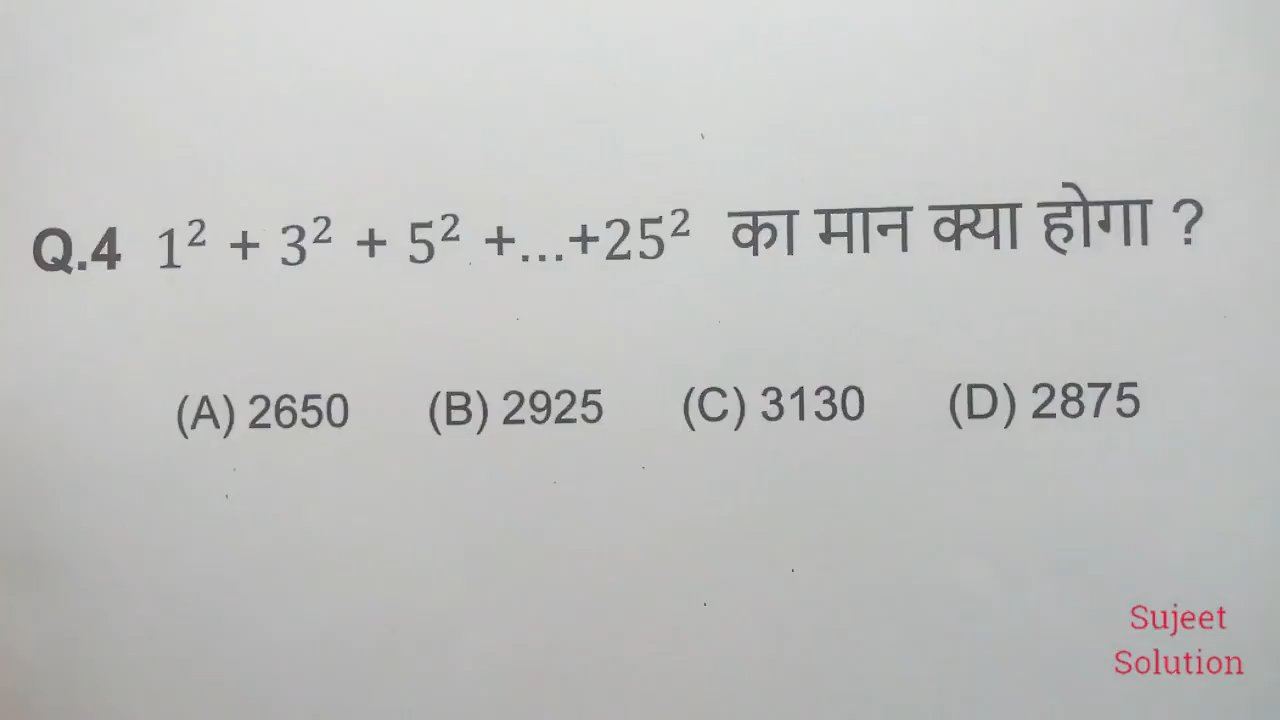 Q.4 1² + 3² + 5² +...+25² का मान क्या होगा ?
(A) 2650 (B) 2925 (C) 3130 (D) 2875
Sujeet
Solution